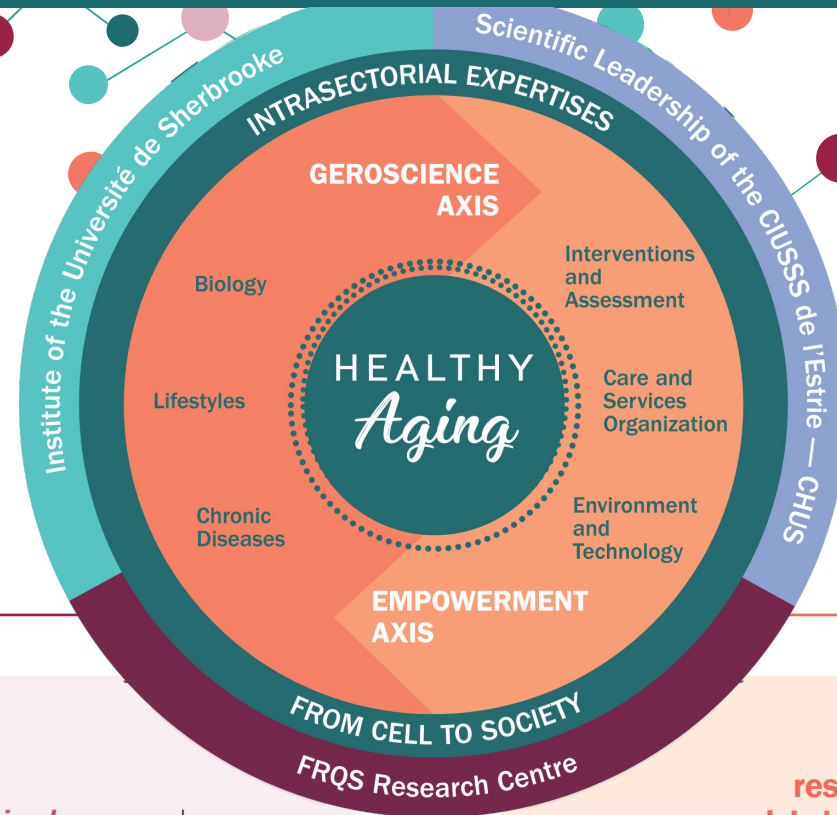 Institute of the Université de Sherbrooke
Scientific Leadership of the CIUSSS de l'Estrie — CHUS
INTRASECTORIAL EXPERTISES
GEROSCIENCE
AXIS
Biology
Lifestyles
Chronic
Diseases
HEALTHY
Aging
Interventions
and
Assessment
Care and
Services
Organization
Environment
and
Technology
EMPOWERMENT
AXIS
FROM CELL TO SOCIETY
FRQS Research Centre
res